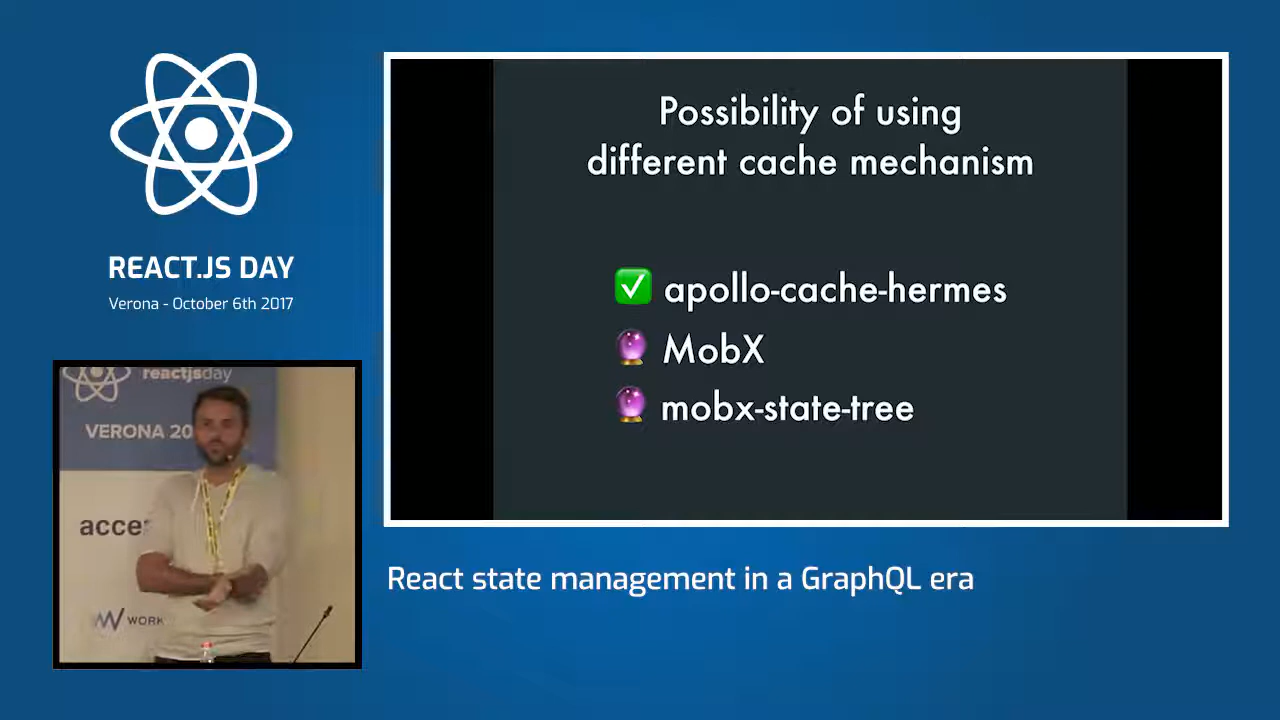 REACT.JS DAY
Verona - October 6th 2017
Possibility of using
different cache mechanism
✅ apollo-cache-hermes
🔮 MobX
🔮 mobx-state-tree
reactjsday
VERONA 20
acce
WORK
React state management in a GraphQL era